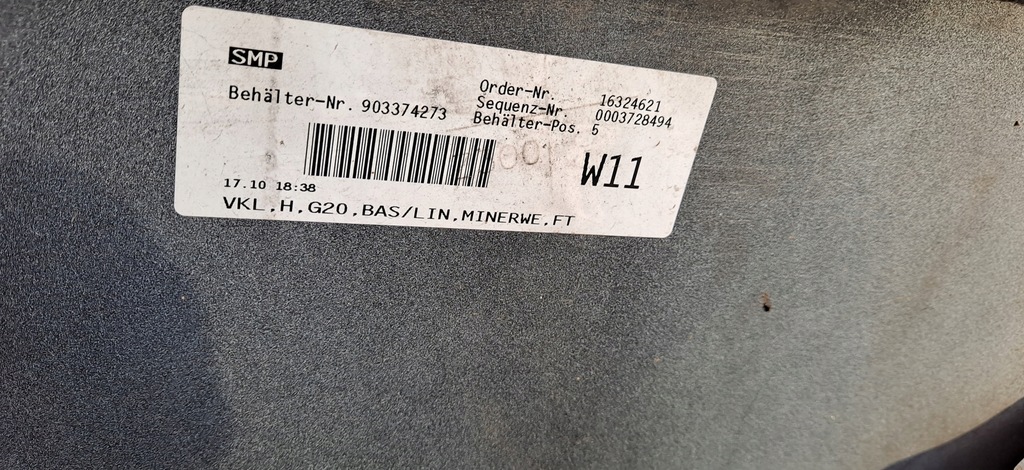 SMP
Behälter-Nr. 903374273
Order-Nr. 16324621
Sequenz-Nr. 0003728494
Behälter-Pos. 5
001
W11
17.10 18:38
VKL.H,G20,BAS/LIN,MINERWE,FT